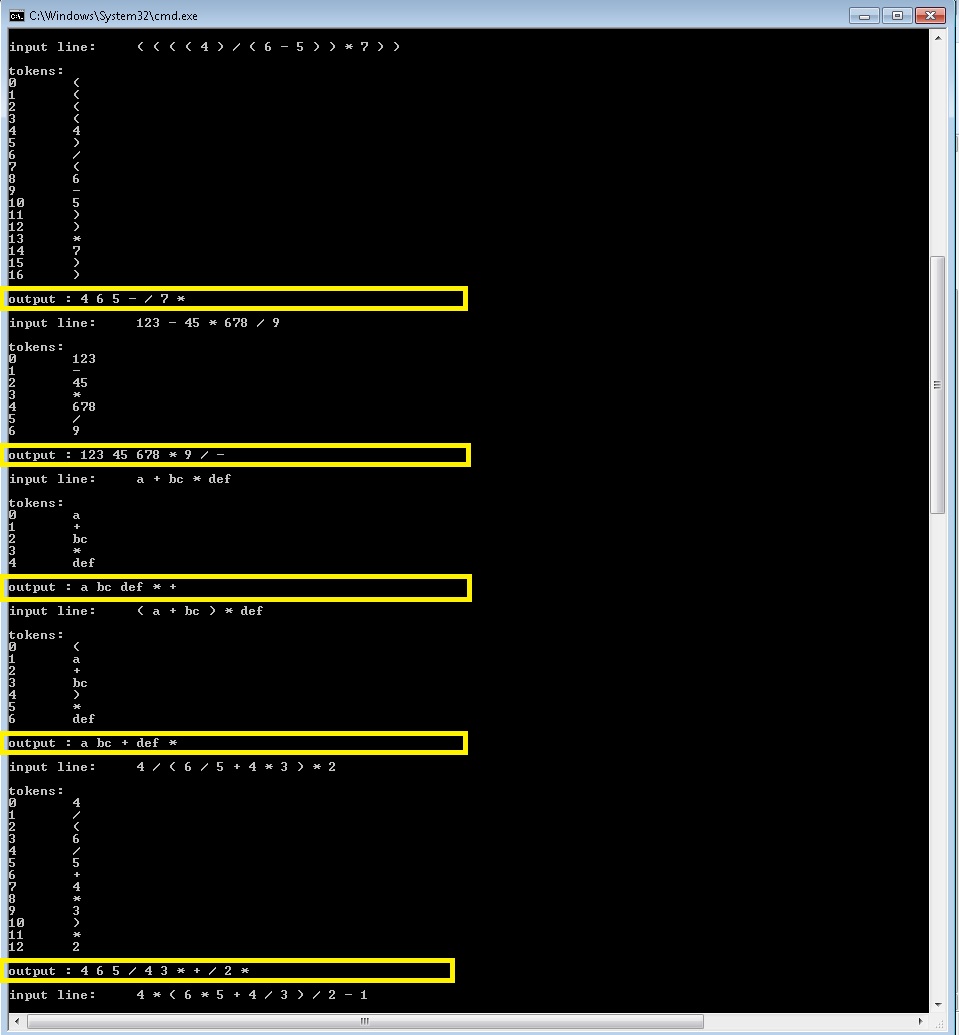 C:\Windows\System32\cmd.exe
input line: ( ( ( ( 4 ) / ( 6 - 5 ) ) * 7 ) )
tokens:
0 (
1 (
2 (
3 (
4 4
5 )
6 /
7 (
8 6
9 -
10 5
11 )
12 )
13 *
14 7
15 )
16 )
output : 4 6 5 - / 7 *
input line: 123 - 45 * 678 / 9
tokens:
0 123
1 -
2 45
3 *
4 678
5 /
6 9
output : 123 45 678 * 9 / -
input line: a + bc * def
tokens:
0 a
1 +
2 bc
3 *
4 def
output : a bc def * +
input line: ( a + bc ) * def
tokens:
0 (
1 a
2 +
3 bc
4 )
5 *
6 def
output : a bc + def *
input line: 4 / ( 6 / 5 + 4 * 3 ) * 2
tokens:
0 4
1 /
2 (
3 6
4 /
5 5
6 +
7 4
8 *
9 3
10 )
11 *
12 2
output : 4 6 5 / 4 3 * + / 2 *
input line: 4 * ( 6 * 5 + 4 / 3 ) / 2 - 1